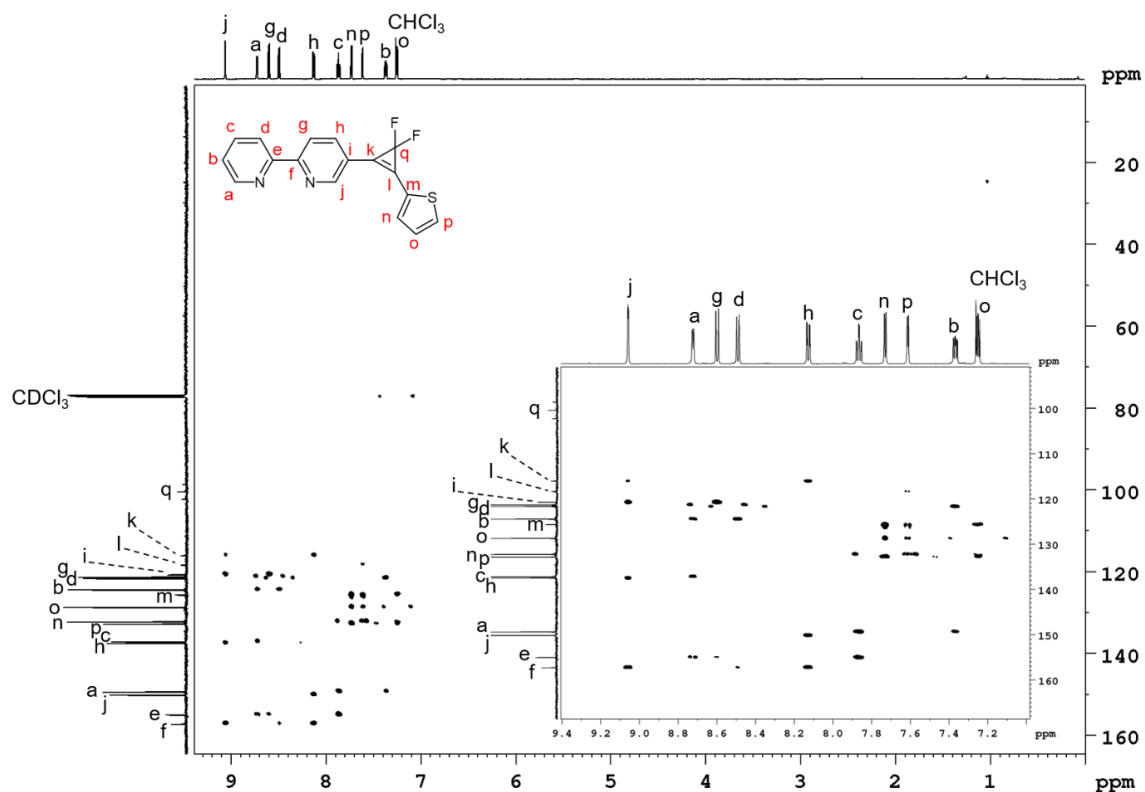 j a g d h c n p b CHCl3 o
ppm
c d g h F F
b e f i k q
a N N j l m S
n o p
20
40
60
80
100
120
140
160
CDCl3
q
k
l
i
g d
b m
o
n p c
h
a
j
e
f
9 8 7 6 5 4 3 2 1 ppm
j a g d h c n p b CHCl3 o
ppm
q
k
l
i
g d
b m
o
n p
c h
a
j
e
f
100
110
120
130
140
150
160
9.4 9.2 9.0 8.8 8.6 8.4 8.2 8.0 7.8 7.6 7.4 7.2 ppm